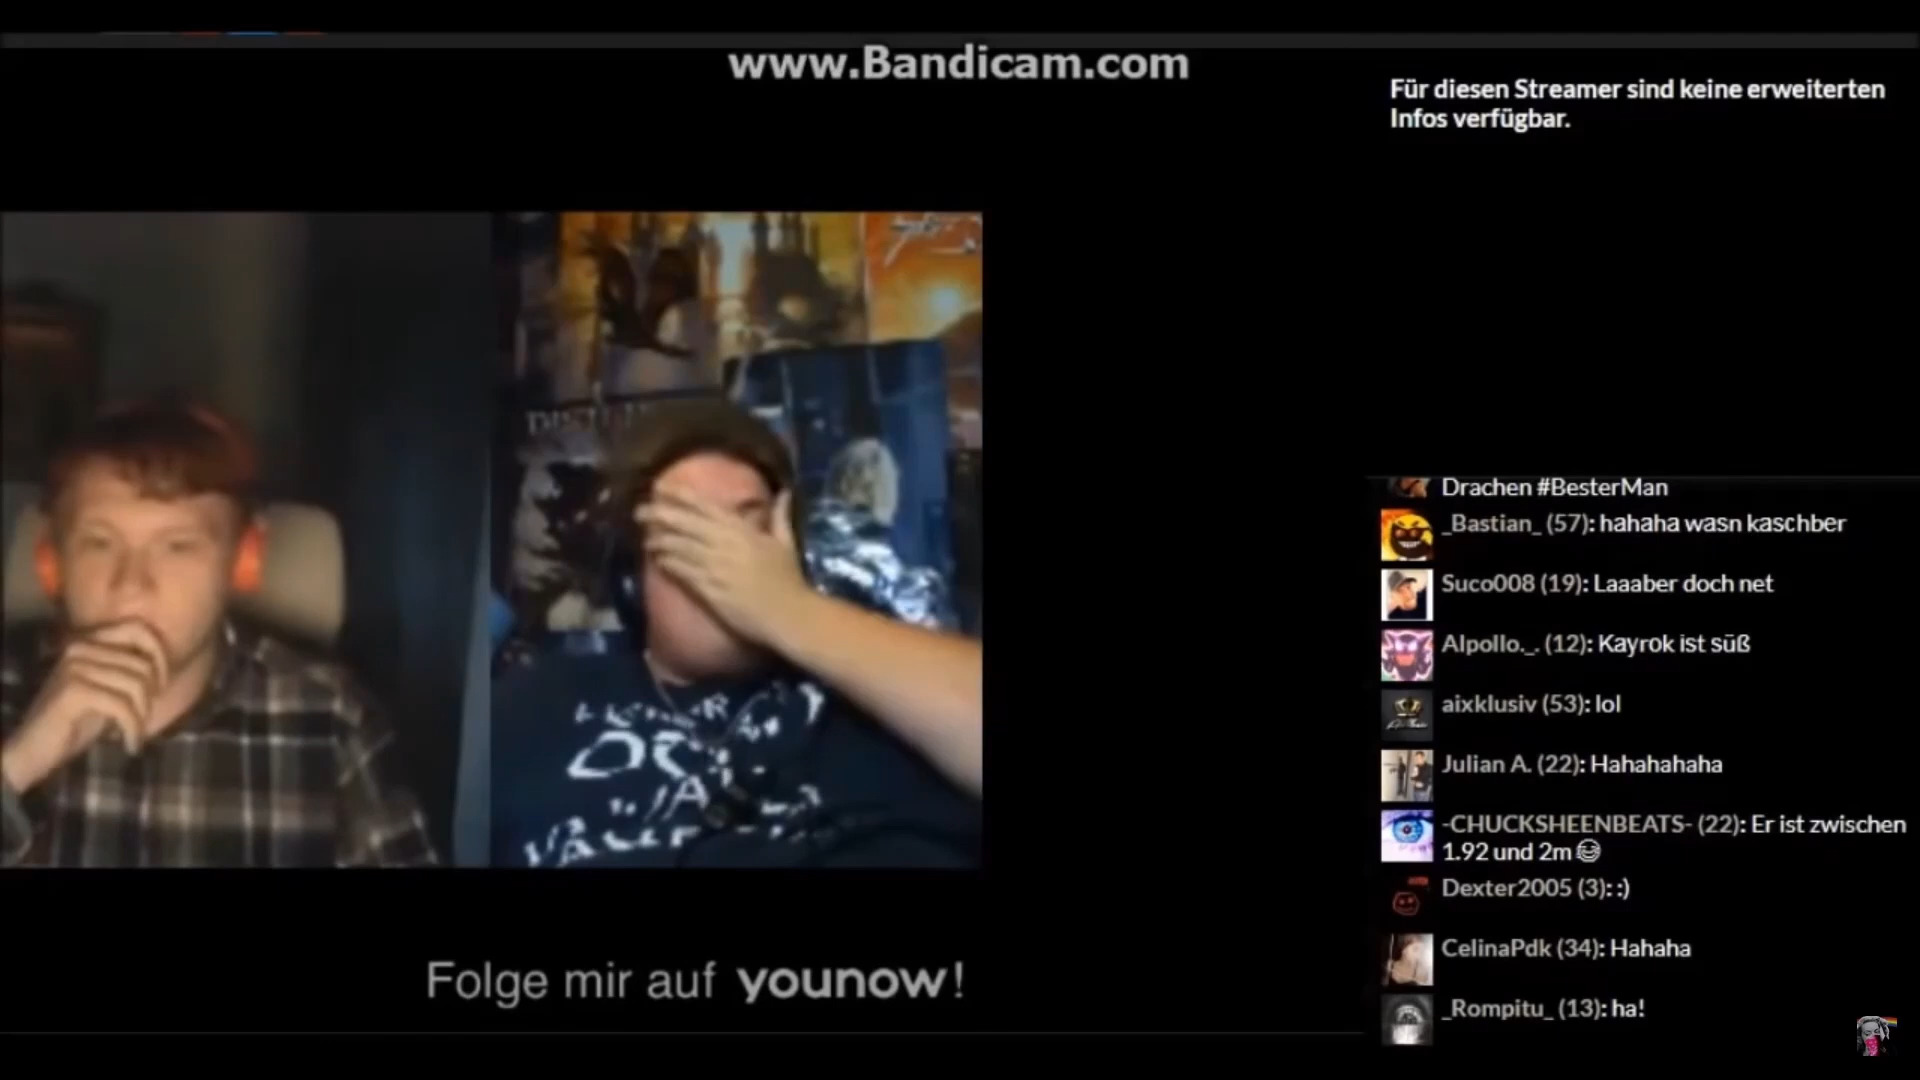 www.Bandicam.com
Für diesen Streamer sind keine erweiterten
Infos verfügbar.
Drachen #BesterMan
_Bastian_ (57): hahaha wasn kaschber
Suco008 (19): Laaaber doch net
Alpollo._. (12): Kayrok ist süß
aixklusiv (53): lol
Julian A. (22): Hahahahaha
-CHUCKSHEENBEATS- (22): Er ist zwischen
1.92 und 2m😂
Dexter2005 (3): :)
CelinaPdk (34): Hahaha
_Rompitu_ (13): ha!
Folge mir auf younow!